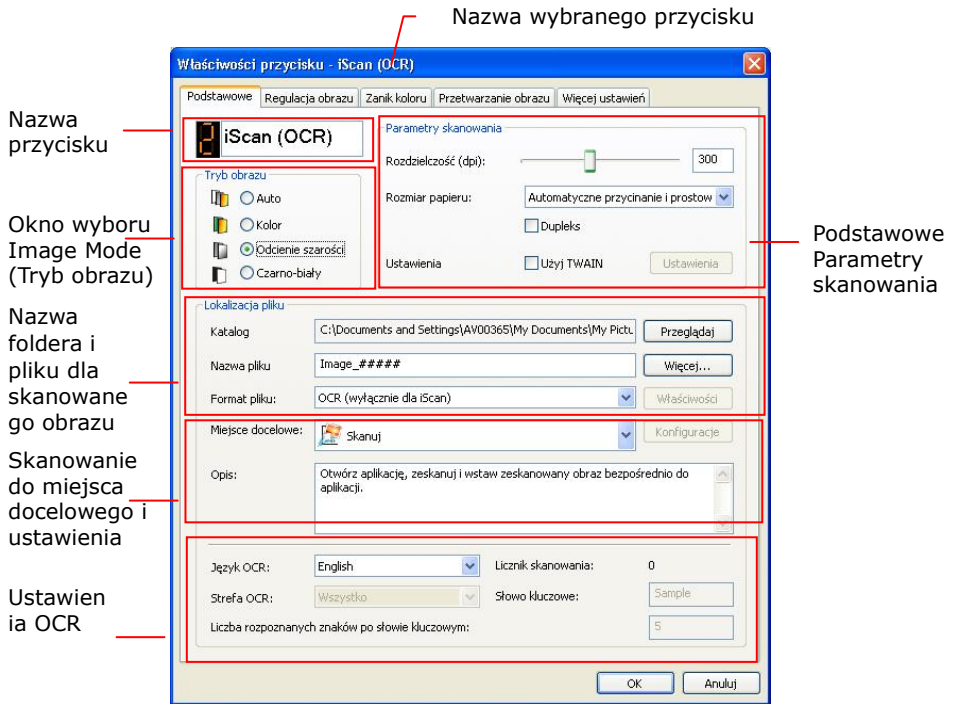 Nazwa wybranego przycisku
Właściwości przycisku - iScan (OCR)
Podstawowe Regulacja obrazu Zanik koloru Przetwarzanie obrazu Więcej ustawień
Nazwa
przycisku
2 iScan (OCR)
Tryb obrazu
Auto
Kolor
Odcienie szarości
Czarno-biały
Okno wyboru
Image Mode
(Tryb obrazu)
Parametry skanowania
Rozdzielczość (dpi): 300
Rozmiar papieru: Automatyczne przycinanie i prostow
Dupleks
Ustawienia Użyj TWAIN Ustawienia
Podstawowe
Parametry
skanowania
Nazwa
foldera i
pliku dla
skanowane
go obrazu
Lokalizacja pliku
Katalog C:\Documents and Settings\AV00365\My Documents\My Pictu Przeglądaj
Nazwa pliku Image_##### Więcej...
Format pliku: OCR (wyłącznie dla iScan) Właściwości
Skanowanie
do miejsca
docelowego i
ustawienia
Miejsce docelowe: Skanuj Konfiguracje
Opis: Otwórz aplikację, zeskanuj i wstaw zeskanowany obraz bezpośrednio do
aplikacji.
Ustawien
ia OCR
Język OCR: English Licznik skanowania: 0
Strefa OCR: Wszystko Słowo kluczowe: Sample
Liczba rozpoznanych znaków po słowie kluczowym: 5
OK Anuluj